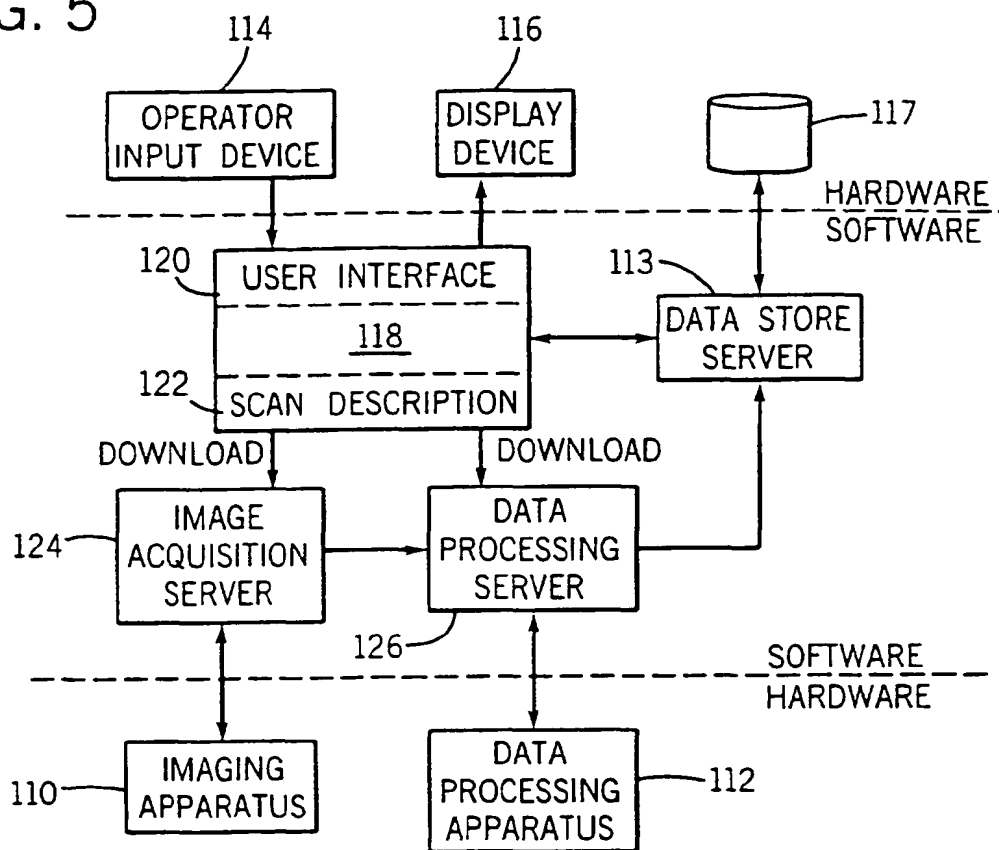 G. 5
114
116
OPERATOR
INPUT DEVICE
DISPLAY
DEVICE
117
HARDWARE
SOFTWARE
120
USER INTERFACE
113
118
DATA STORE
SERVER
122
SCAN DESCRIPTION
DOWNLOAD
DOWNLOAD
124
IMAGE
ACQUISITION
SERVER
DATA
PROCESSING
SERVER
126
SOFTWARE
HARDWARE
110
IMAGING
APPARATUS
DATA
PROCESSING
APPARATUS
112